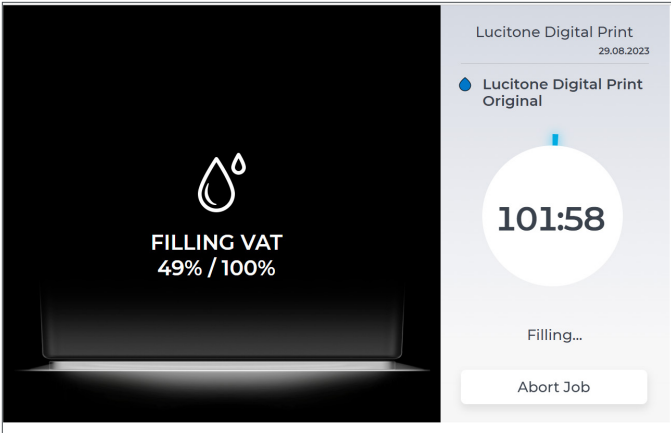 FILLING VAT
49% / 100%
Lucitone Digital Print
29.08.2023
Lucitone Digital Print
Original
101:58
Filling...
Abort Job